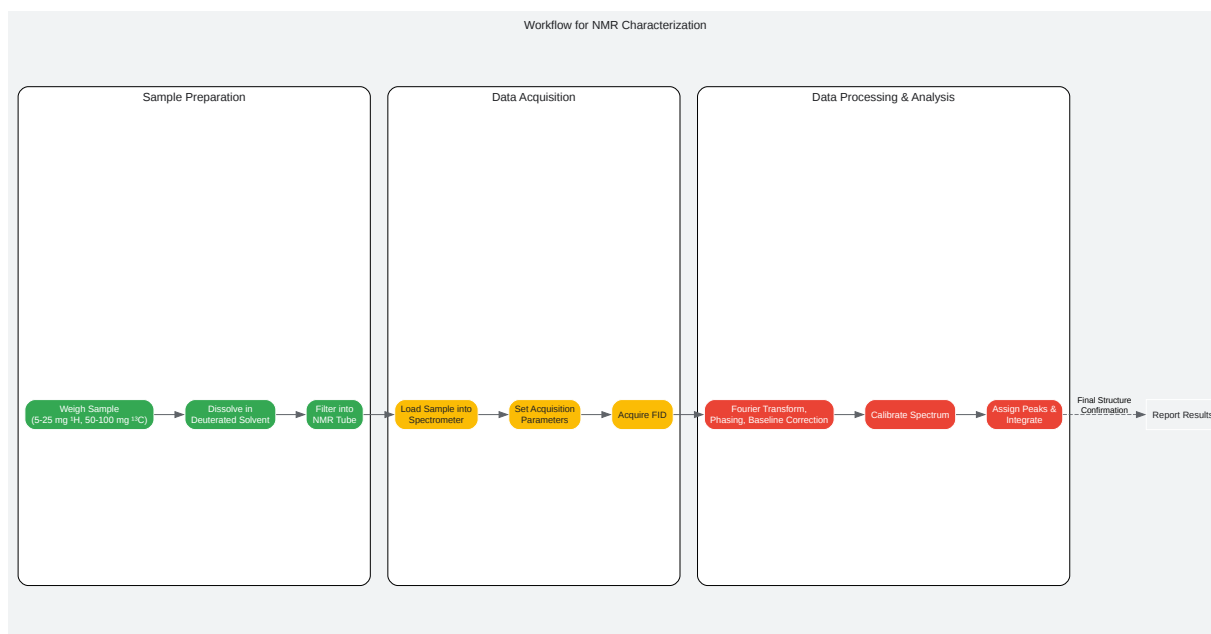 Workflow for NMR Characterization
Sample Preparation
Data Acquisition
Data Processing & Analysis
Weigh Sample
(5-25 mg ¹H, 50-100 mg ¹³C)
Dissolve in
Deuterated Solvent
Filter into
NMR Tube
Load Sample into
Spectrometer
Set Acquisition
Parameters
Acquire FID
Fourier Transform,
Phasing, Baseline Correction
Calibrate Spectrum
Assign Peaks &
Integrate
Final Structure
Confirmation
Report Results